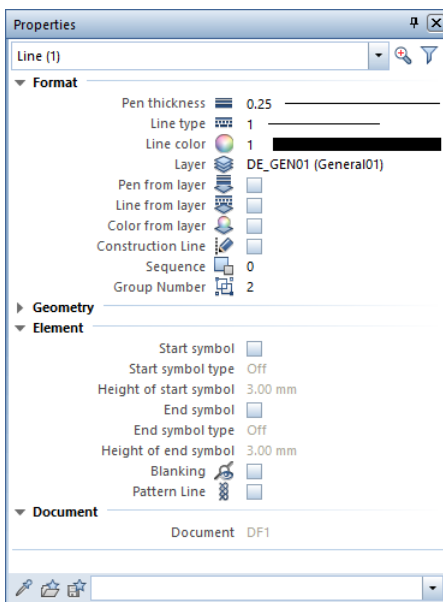 Properties
Line (1)
Format
Pen thickness 0.25
Line type 1
Line color 1
Layer DE_GEN01 (General01)
Pen from layer
Line from layer
Color from layer
Construction Line
Sequence 0
Group Number 2
Geometry
Element
Start symbol
Start symbol type Off
Height of start symbol 3.00 mm
End symbol
End symbol type Off
Height of end symbol 3.00 mm
Blanking
Pattern Line
Document
Document DF1